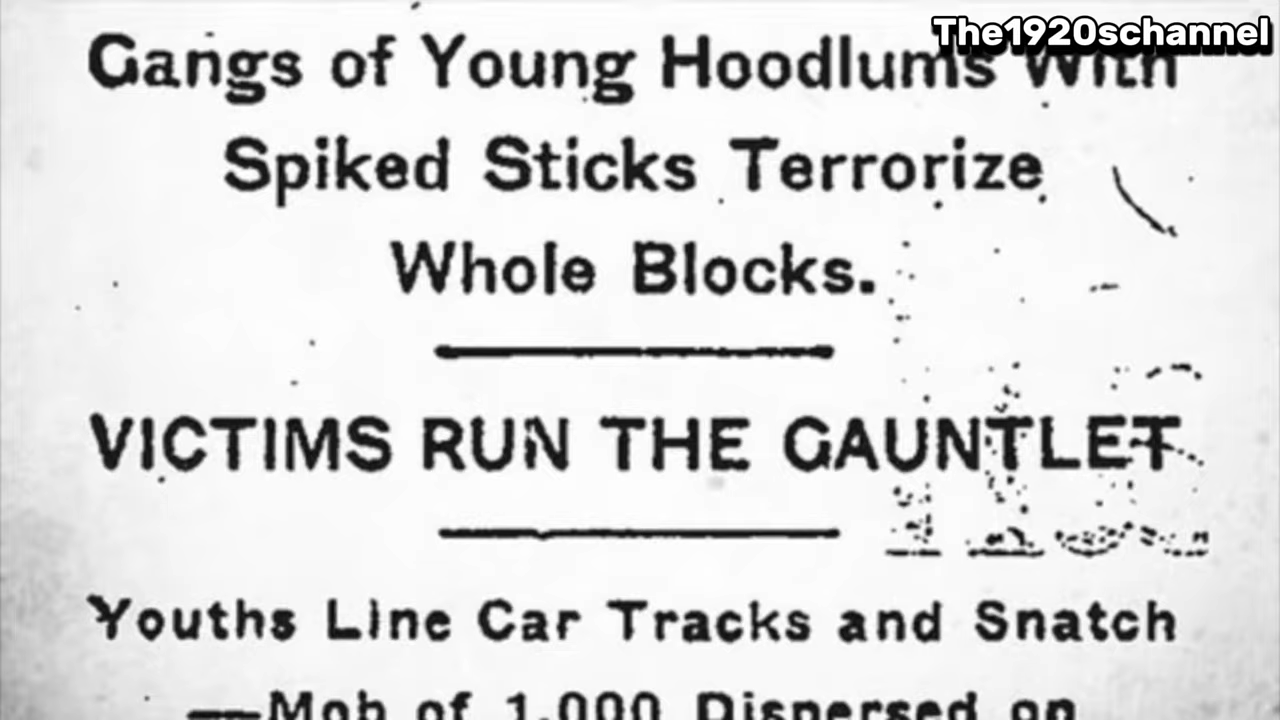 The1920schannel
Gangs of Young Hoodlums With
Spiked Sticks Terrorize
Whole Blocks.
VICTIMS RUN THE GAUNTLET
Youths Line Car Tracks and Snatch
—Mob of 1,000 Dispersed on